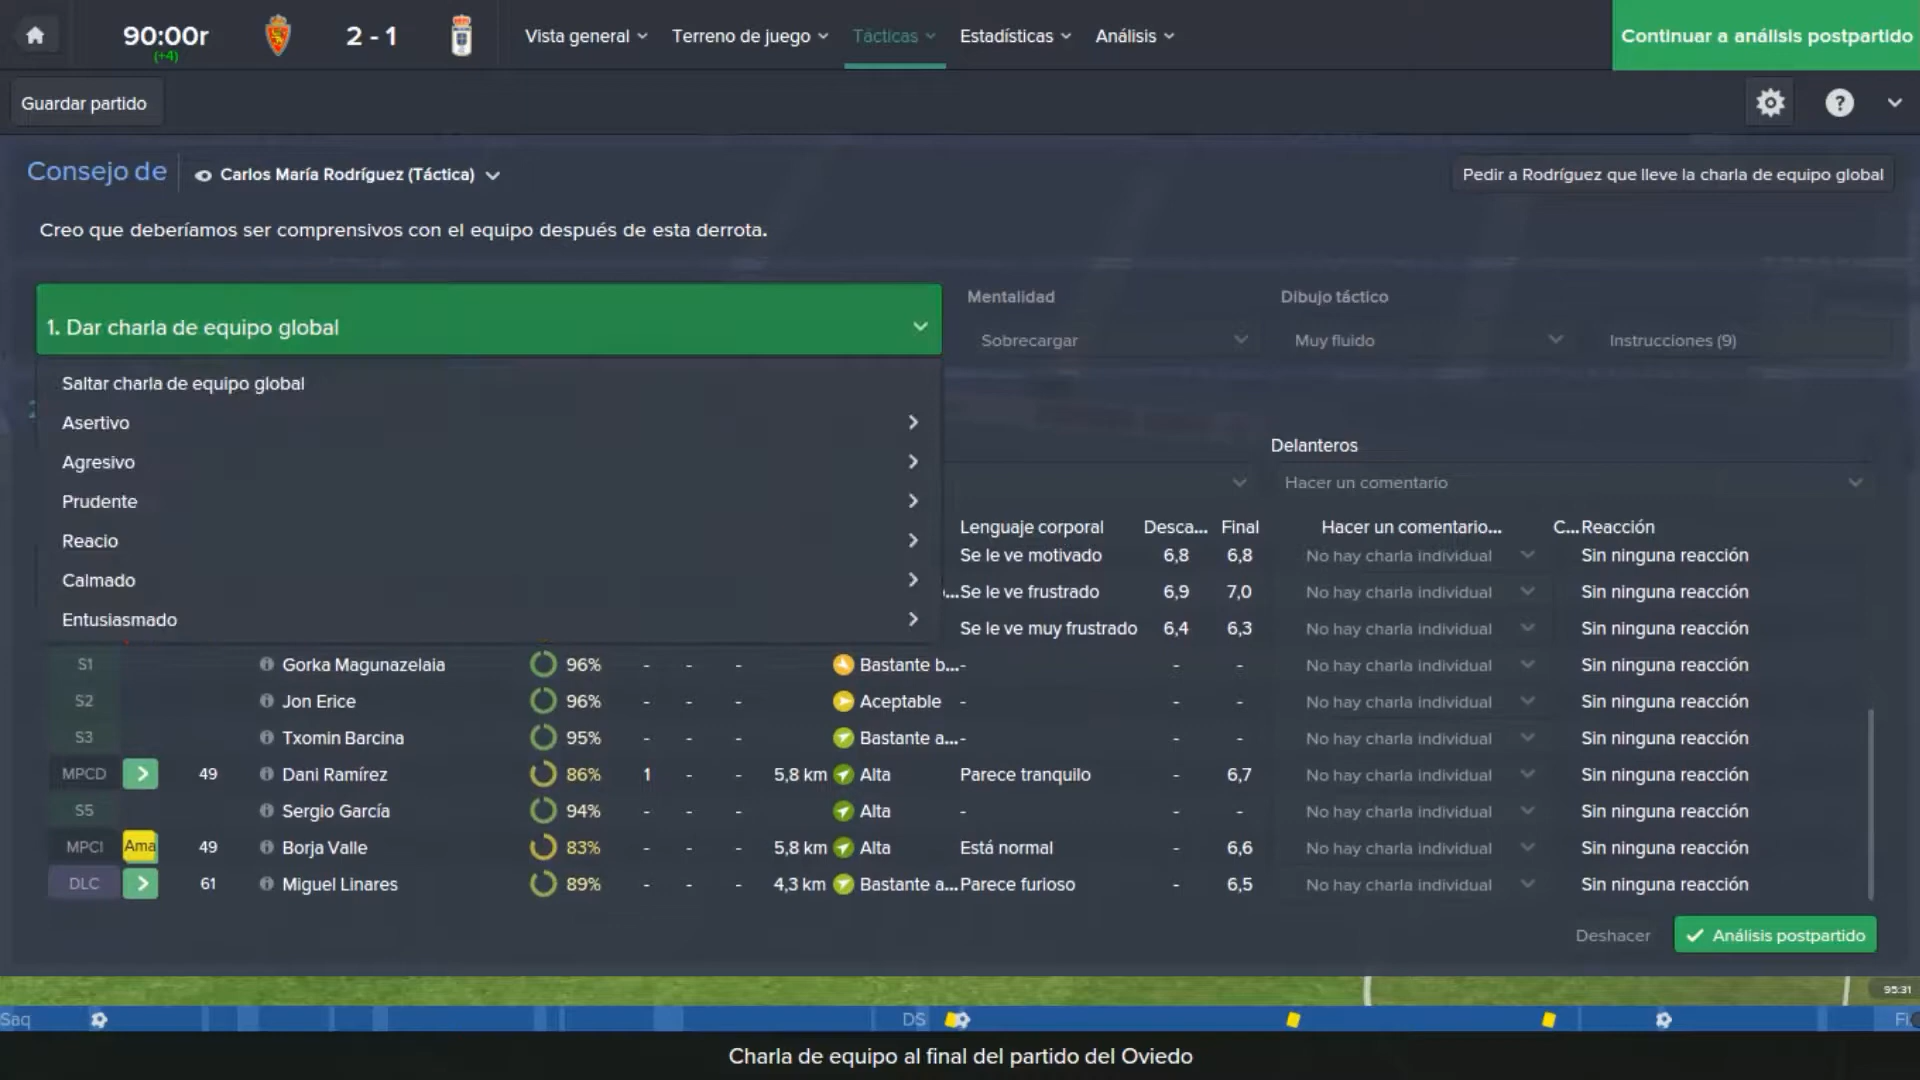 90:00r
(+4)
2 - 1
Vista general
Terreno de juego
Tácticas
Estadísticas
Análisis
Continuar a análisis postpartido
Guardar partido
?
Consejo de
Carlos María Rodríguez (Táctica)
Pedir a Rodríguez que lleve la charla de equipo global
Creo que deberíamos ser comprensivos con el equipo después de esta derrota.
1. Dar charla de equipo global
Mentalidad
Dibujo táctico
Sobrecargar
Muy fluido
Instrucciones (9)
Saltar charla de equipo global
Asertivo
Agresivo
Prudente
Reacio
Calmado
Entusiasmado
Delanteros
Hacer un comentario
Lenguaje corporal Desca... Final Hacer un comentario... C... Reacción
Se le ve motivado 6,8 6,8 No hay charla individual Sin ninguna reacción
...Se le ve frustrado 6,9 7,0 No hay charla individual Sin ninguna reacción
Se le ve muy frustrado 6,4 6,3 No hay charla individual Sin ninguna reacción
S1 Gorka Magunazelaia 96% - - - Bastante b...- - - No hay charla individual Sin ninguna reacción
S2 Jon Erice 96% - - - Aceptable - - - No hay charla individual Sin ninguna reacción
S3 Txomin Barcina 95% - - - Bastante a...- - - No hay charla individual Sin ninguna reacción
MPCD 49 Dani Ramírez 86% 1 - - 5,8 km Alta Parece tranquilo - 6,7 No hay charla individual Sin ninguna reacción
S5 Sergio García 94% - - - Alta - - - No hay charla individual Sin ninguna reacción
MPCI Ama 49 Borja Valle 83% - - - 5,8 km Alta Está normal - 6,6 No hay charla individual Sin ninguna reacción
DLC 61 Miguel Linares 89% - - - 4,3 km Bastante a...Parece furioso - 6,5 No hay charla individual Sin ninguna reacción
Deshacer
Análisis postpartido
95:31
Saq
DS
Fi
Charla de equipo al final del partido del Oviedo